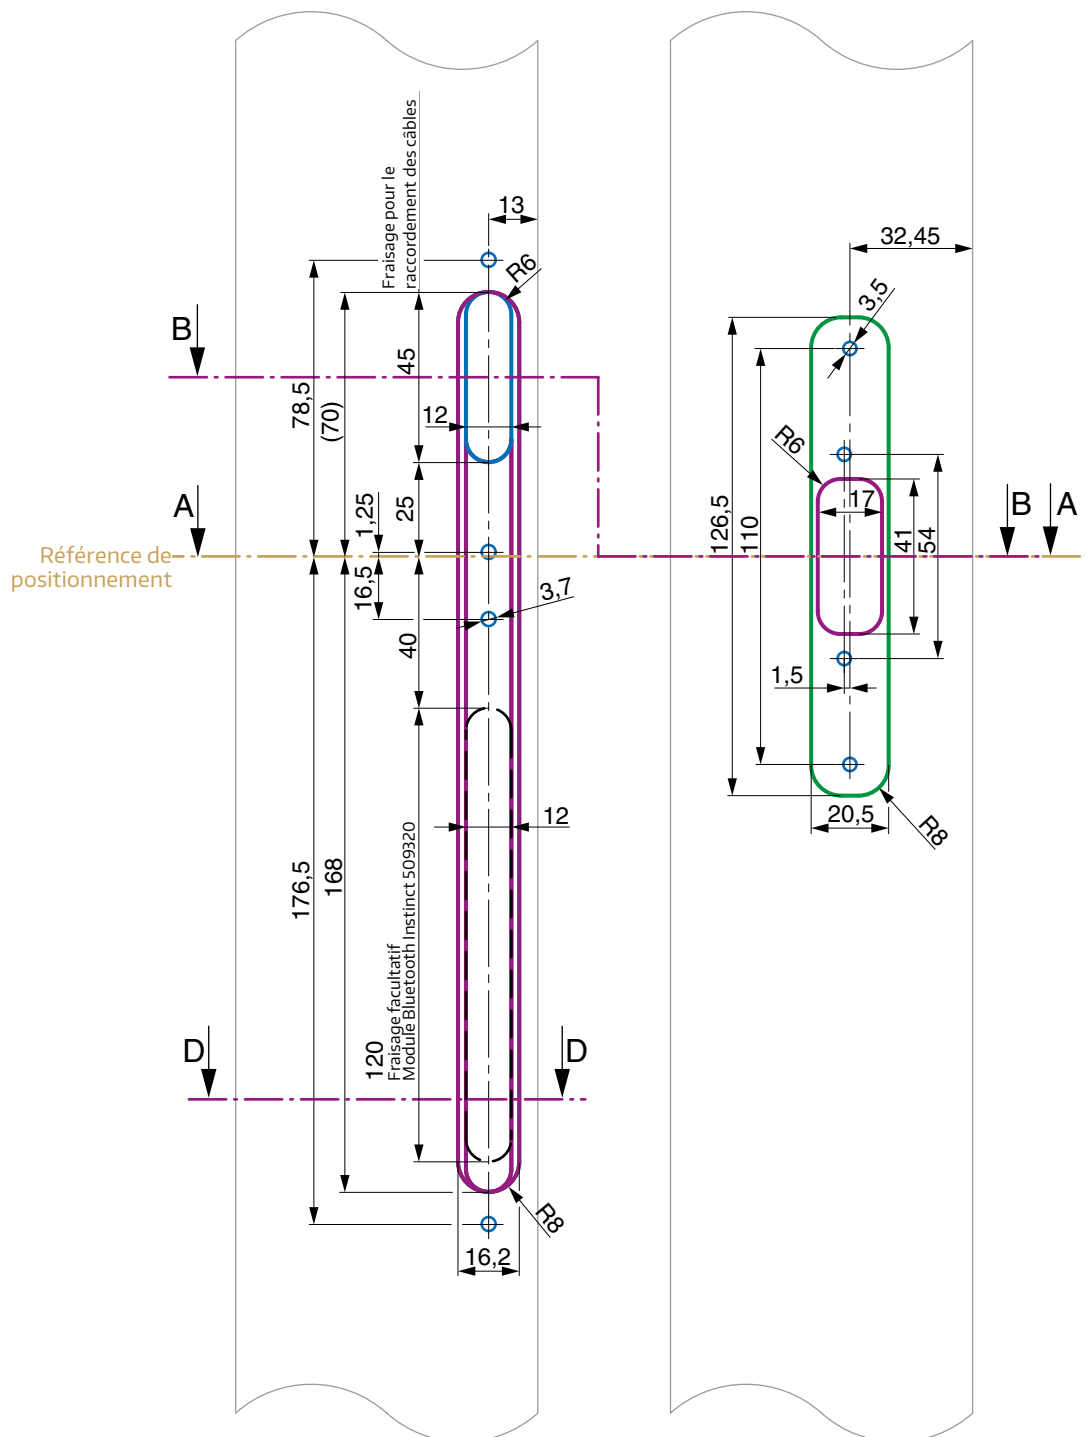 Fraisage pour le
raccordement des câbles
13
32,45
R6
3,5
B
45
78,5
(70)
12
R6
A
1,25
25
126,5
110
17
41
54
B
A
Référence de
positionnement
16,5
3,7
40
1,5
20,5
R8
12
176,5
168
120
Fraisage facultatif
Module Bluetooth Instinct 509320
D
D
R8
16,2